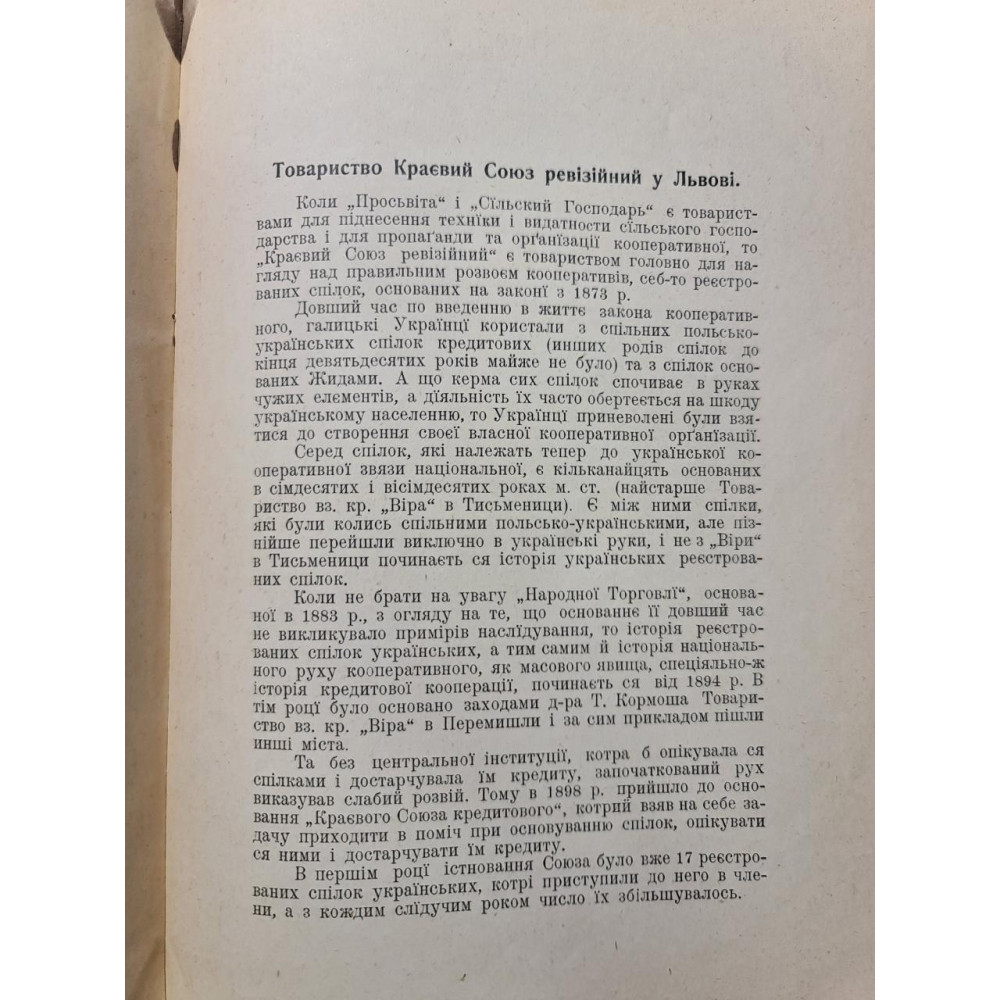 Товариство Краєвий Союз ревізійний у Львові.
Коли „Просьвіта“ і „Сїльский Господарь“ є товарист-
вами для піднесення технїки і видатности сїльського госпо-
дарства і для пропаґанди та орґанїзації кооперативної, то
„Краєвий Союз ревізійний“ є товариством головно для на-
гляду над правильним розвоєм кооперативів, себ-то реєстро-
ваних спілок, основаних на законї з 1873 р.
Довший час по введенню в життє закона кооператив-
ного, галицькі Українцї користали з спільних польсько-
українських спілок кредитових (инших родів спілок до
кінця девятьдесятих років майже не було) та з спілок осно-
ваних Жидами. А що керма сих спілок спочиває в руках
чужих елєментів, а дїяльність їх часто обертеється на шкоду
українському населенню, то Українцї приневолені були взя-
тися до створення своєї власної кооперативної орґанїзації.
Серед спілок, які належать тепер до української ко-
оперативної звязи національної, є кільканайцять основаних
в сімдесятих і вісімдесятих роках м. ст. (найстарше Това-
риство вз. кр. „Віра“ в Тисьменици). Є між ними спілки,
які були колись спільними польсько-українськими, але піз-
нійше перейшли виключно в українські руки, і не з „Віри“
в Тисьменици починаєть ся історія українських реєстрова-
них спілок.
Коли не брати на увагу „Народної Торговлї“, основа-
ної в 1883 р., з огляду на те, що основаннє її довший час
не викликувало примірів наслїдування, то історія реєстро-
ваних спілок українських, а тим самим й історія національ-
ного руху кооперативного, як масового явища, спеціяльно-ж
історія кредитової кооперації, починаєть ся від 1894 р. В
тім роцї було основано заходами д-ра Т. Кормоша Товари-
ство вз. кр. „Віра“ в Перемишли і за сим прикладом пішли
инші міста.
Та без центральної інституції, котра б опікувала ся
спілками і достарчувала їм кредиту, започаткований рух
виказував слабий розвій. Тому в 1898 р. прийшло до осно-
вання „Краєвого Союза кредитового“, котрий взяв на себе за-
дачу приходити в поміч при основуванню спілок, опікувати
ся ними і достарчувати їм кредиту.
В першім роцї істновання Союза було вже 17 реєстро-
ваних спілок українських, котрі приступили до него в чле-
ни, а з кождим слїдучим роком число їх збільшувалось.